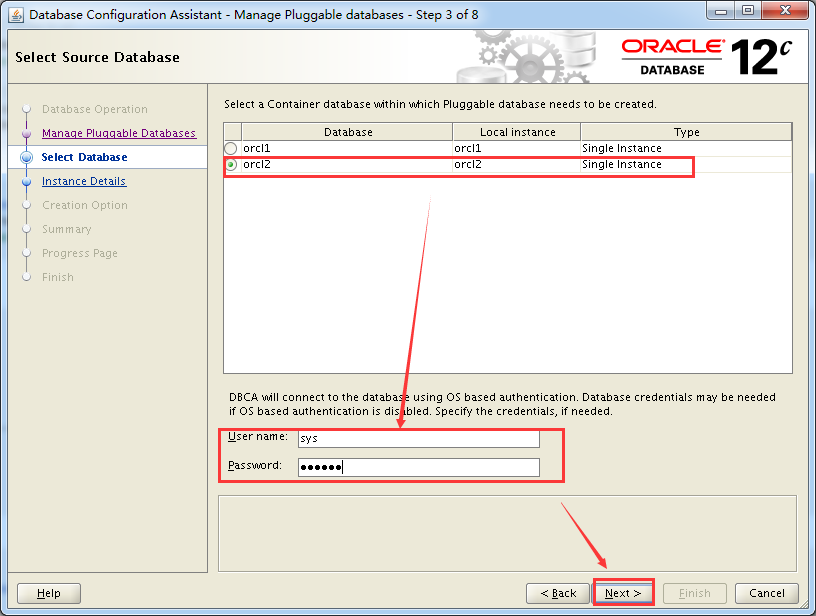 Database Configuration Assistant - Manage Pluggable databases - Step 3 of 8
Select Source Database
ORACLE
DATABASE
12c
Database Operation
Manage Pluggable Databases
Select Database
Instance Details
Creation Option
Summary
Progress Page
Finish
Select a Container database within which Pluggable database needs to be created.
Database Local instance Type
orcl1 orcl1 Single Instance
orcl2 orcl2 Single Instance
DBCA will connect to the database using OS based authentication. Database credentials may be needed
if OS based authentication is disabled. Specify the credentials, if needed.
User name: sys
Password: ••••••
Help
< Back
Next >
Finish
Cancel